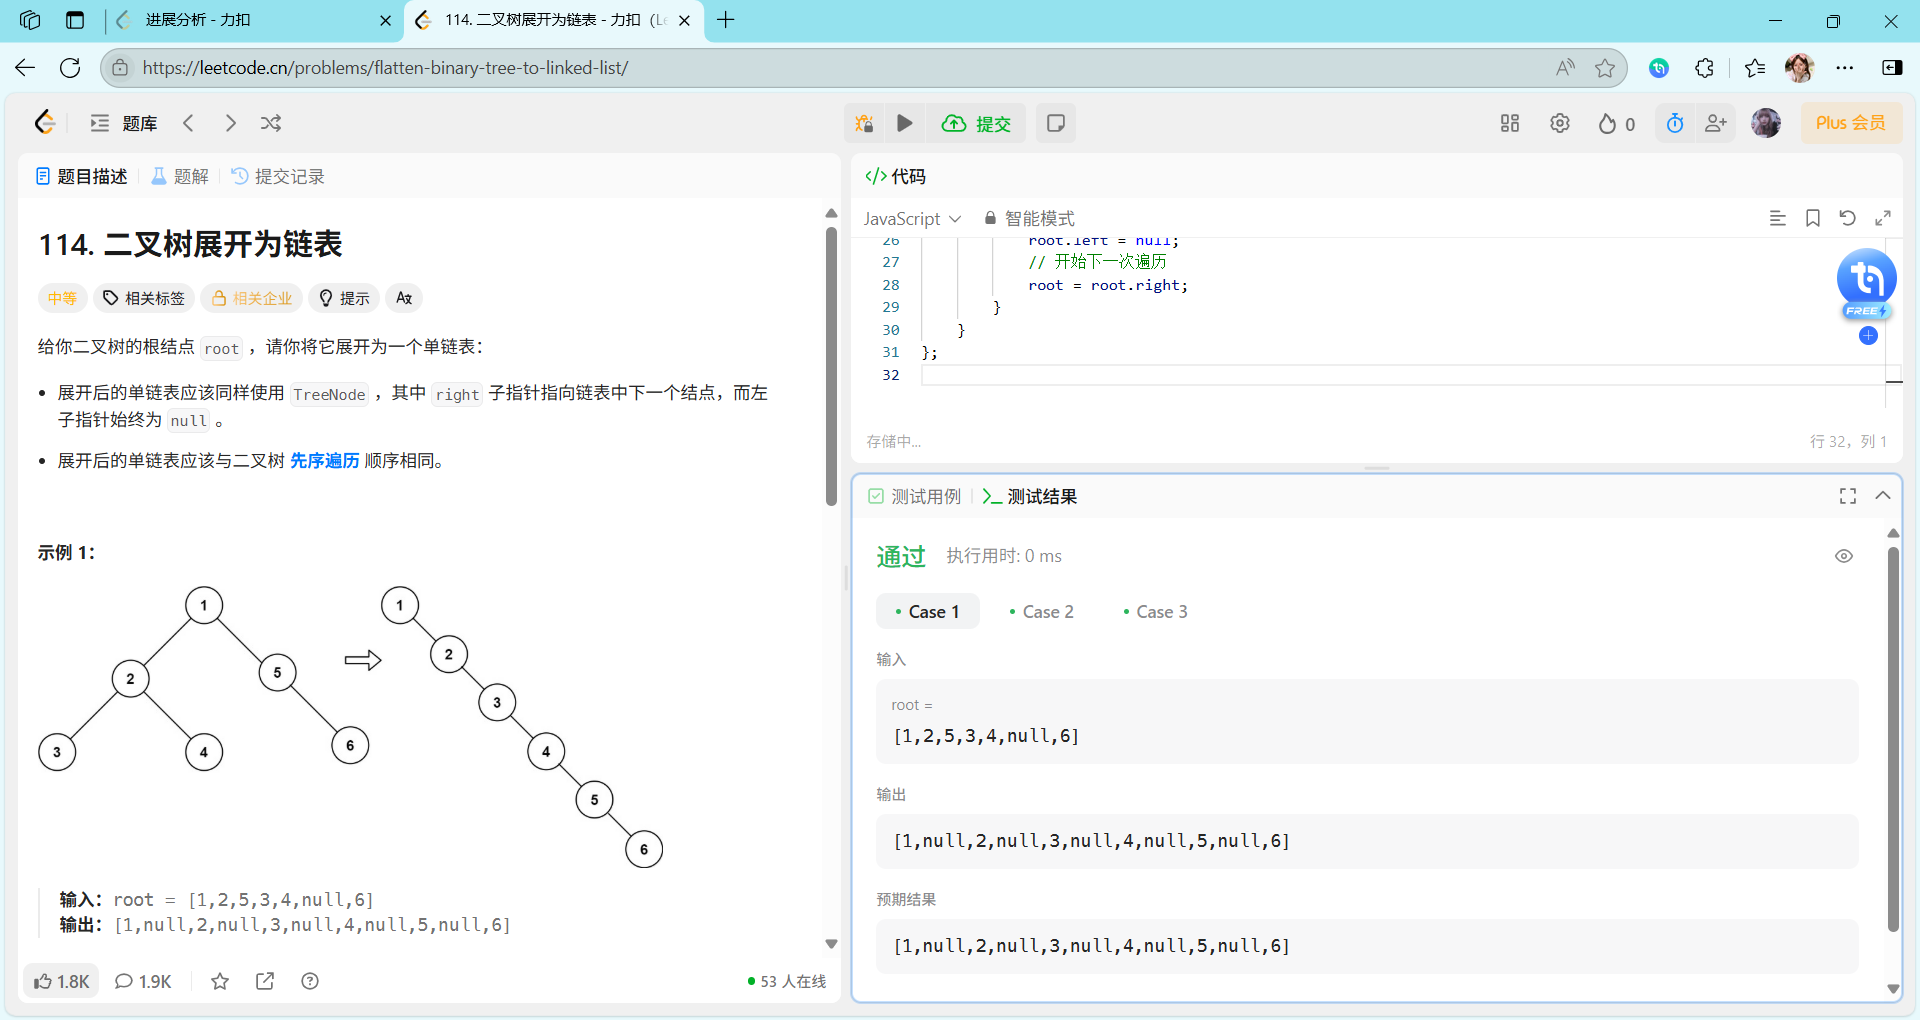 进展分析 - 力扣
114. 二叉树展开为链表 - 力扣（Le
https://leetcode.cn/problems/flatten-binary-tree-to-linked-list/
题库
提交
0
Plus 会员
题目描述
题解
提交记录
114. 二叉树展开为链表
中等
相关标签
相关企业
提示
给你二叉树的根结点 root ，请你将它展开为一个单链表：
展开后的单链表应该同样使用 TreeNode ，其中 right 子指针指向链表中下一个结点，而左
子指针始终为 null 。
展开后的单链表应该与二叉树 先序遍历 顺序相同。
示例 1：
1
2
5
3
4
6
1
2
3
4
5
6
输入：root = [1,2,5,3,4,null,6]
输出：[1,null,2,null,3,null,4,null,5,null,6]
1.8K
1.9K
53 人在线
</> 代码
JavaScript
智能模式
26 root.left = null;
27 // 开始下一次遍历
28 root = root.right;
29 }
30 }
31 };
32
FREE
存储中...
行 32，列 1
测试用例
测试结果
通过
执行用时: 0 ms
Case 1
Case 2
Case 3
输入
root =
[1,2,5,3,4,null,6]
输出
[1,null,2,null,3,null,4,null,5,null,6]
预期结果
[1,null,2,null,3,null,4,null,5,null,6]